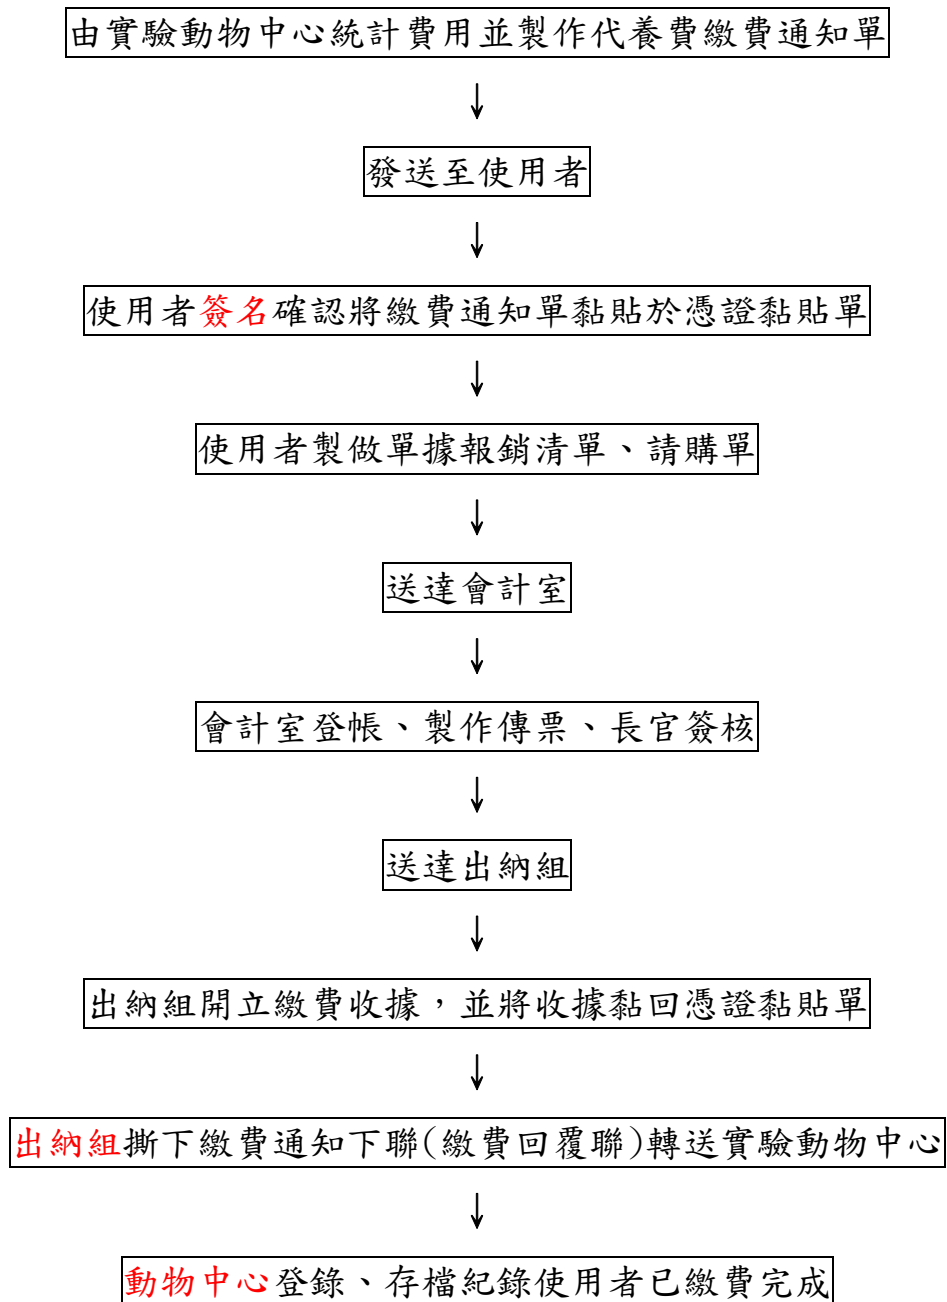 由實驗動物中心統計費用並製作代養費繳費通知單
↓
發送至使用者
↓
使用者簽名確認將繳費通知單黏貼於憑證黏貼單
↓
使用者製做單據報銷清單、請購單
↓
送達會計室
↓
會計室登帳、製作傳票、長官簽核
↓
送達出納組
↓
出納組開立繳費收據，並將收據黏回憑證黏貼單
↓
出納組撕下繳費通知下聯(繳費回覆聯)轉送實驗動物中心
↓
動物中心登錄、存檔紀錄使用者已繳費完成